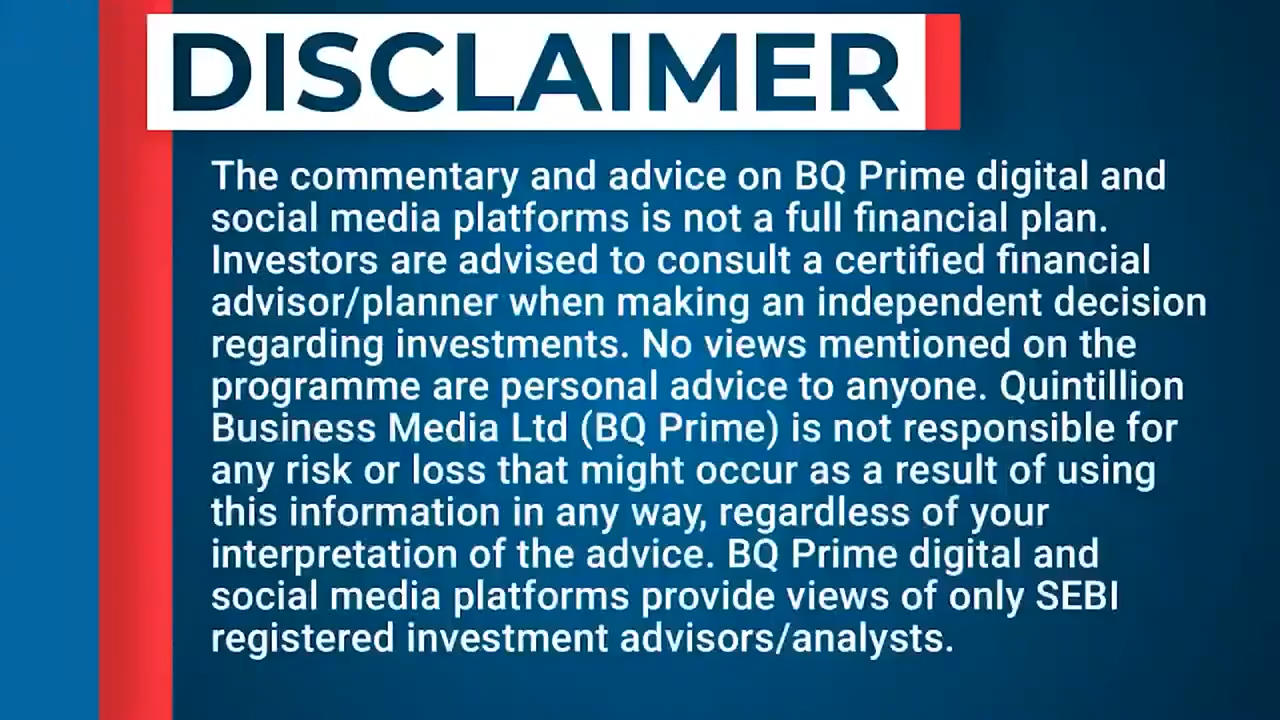 DISCLAIMER
The commentary and advice on BQ Prime digital and
social media platforms is not a full financial plan.
Investors are advised to consult a certified financial
advisor/planner when making an independent decision
regarding investments. No views mentioned on the
programme are personal advice to anyone. Quintillion
Business Media Ltd (BQ Prime) is not responsible for
any risk or loss that might occur as a result of using
this information in any way, regardless of your
interpretation of the advice. BQ Prime digital and
social media platforms provide views of only SEBI
registered investment advisors/analysts.